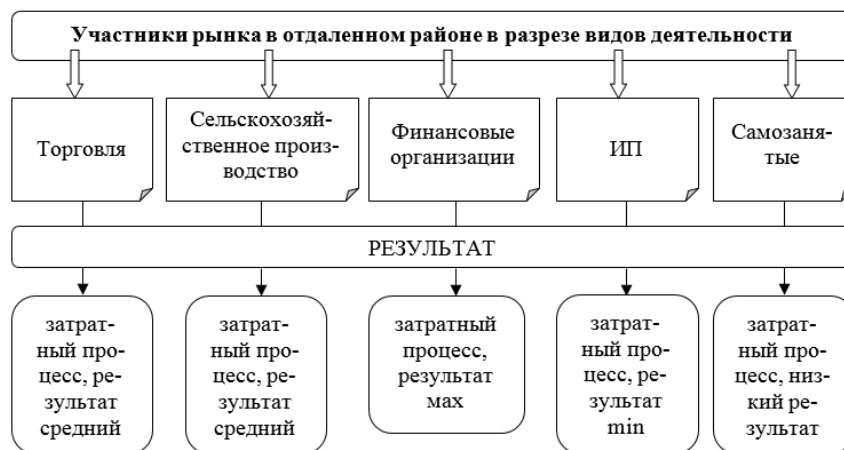 Участники рынка в отдаленном районе в разрезе видов деятельности
Торговля
Сельскохозяй-
ственное произ-
водство
Финансовые
организации
ИП
Самозаня-
тые
РЕЗУЛЬТАТ
затрат-
ный про-
цесс, ре-
зультат
средний
затрат-
ный про-
цесс, ре-
зультат
средний
затратный
процесс,
результат
мах
затрат-
ный про-
цесс, ре-
зультат
min
затрат-
ный про-
цесс, низ-
кий ре-
зультат